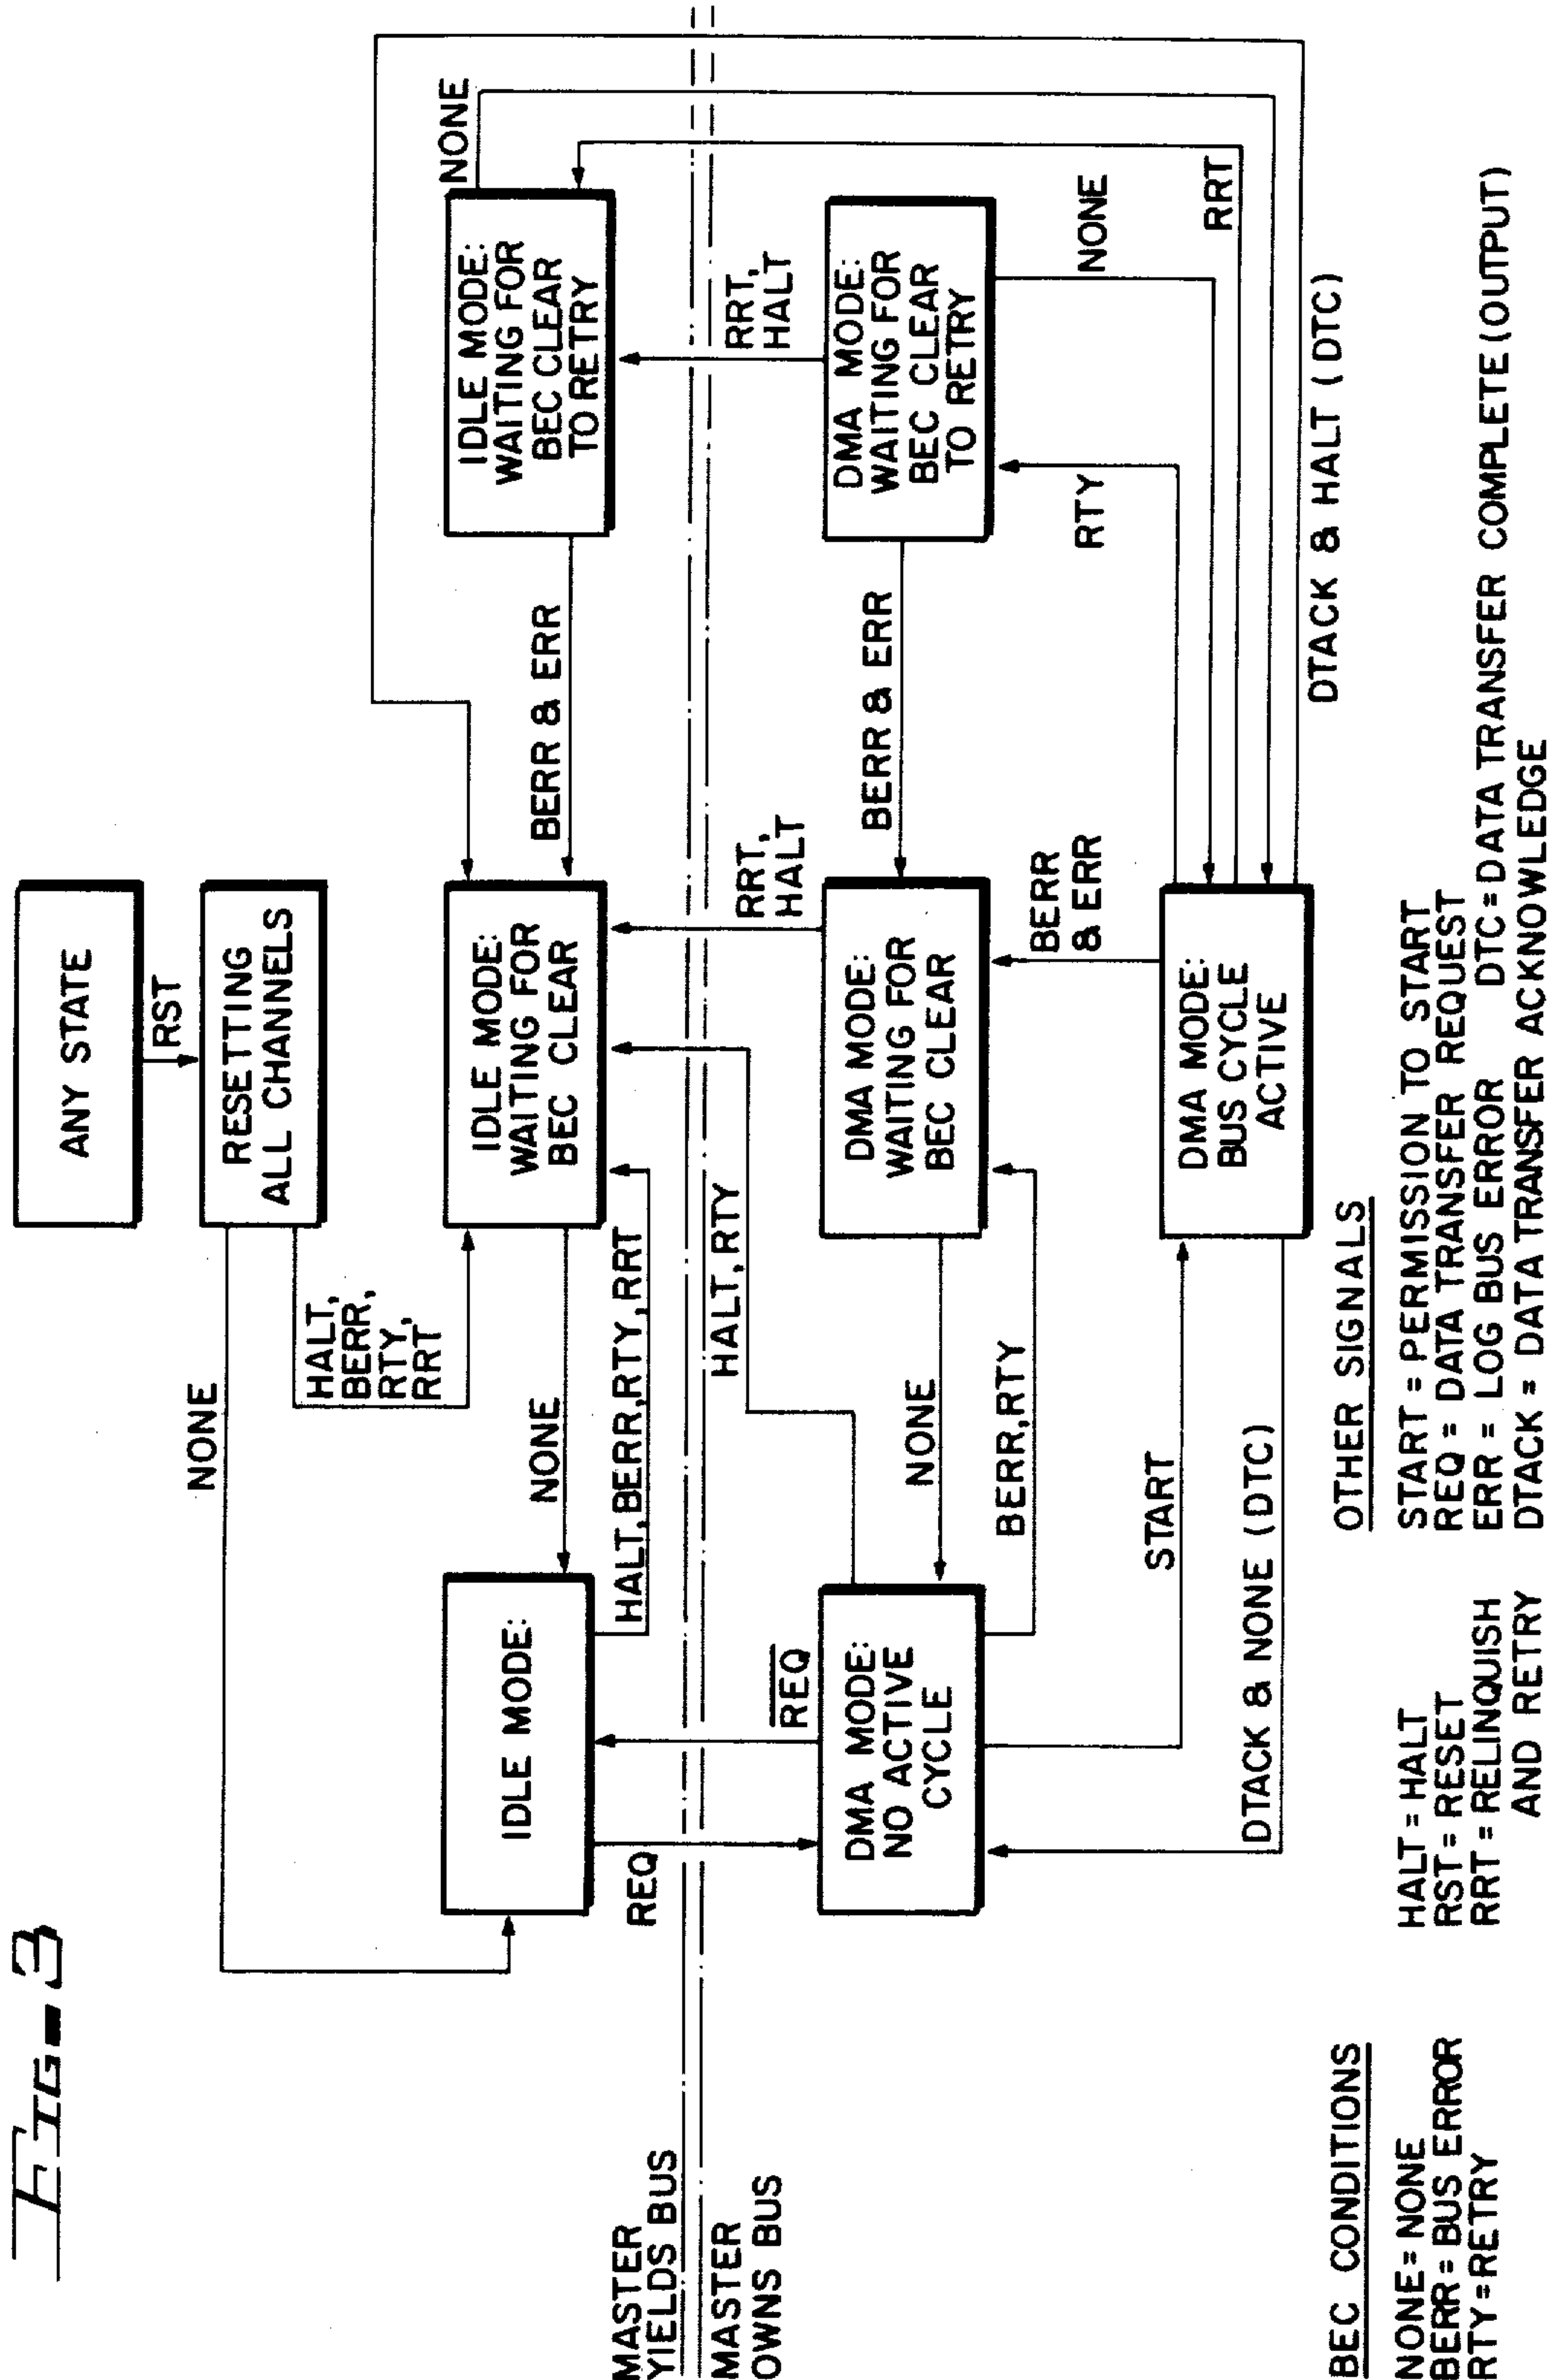 FIG-3
ANY STATE
RST
RESETTING
ALL CHANNELS
NONE
HALT,
BERR,
RTY,
RRT
IDLE MODE:
NONE
HALT,BERR,RTY,RRT
IDLE MODE:
WAITING FOR
BEC CLEAR
BERR & ERR
IDLE MODE:
WAITING FOR
BEC CLEAR
TO RETRY
NONE
MASTER
YIELDS BUS
MASTER
OWNS BUS
REQ
REQ
HALT,RTY
RRT,
HALT
RRT,
HALT
DMA MODE:
NO ACTIVE
CYCLE
NONE
BERR,RTY
DMA MODE:
WAITING FOR
BEC CLEAR
BERR & ERR
DMA MODE:
WAITING FOR
BEC CLEAR
TO RETRY
BERR
& ERR
RTY
NONE
START
DTACK & NONE (DTC)
DMA MODE:
BUS CYCLE
ACTIVE
RRT
DTACK & HALT (DTC)
BEC CONDITIONS
NONE = NONE
BERR = BUS ERROR
RTY = RETRY
HALT = HALT
RST = RESET
RRT = RELINQUISH
AND RETRY
OTHER SIGNALS
START = PERMISSION TO START
REQ = DATA TRANSFER REQUEST
ERR = LOG BUS ERROR
DTACK = DATA TRANSFER ACKNOWLEDGE
DTC = DATA TRANSFER COMPLETE (OUTPUT)